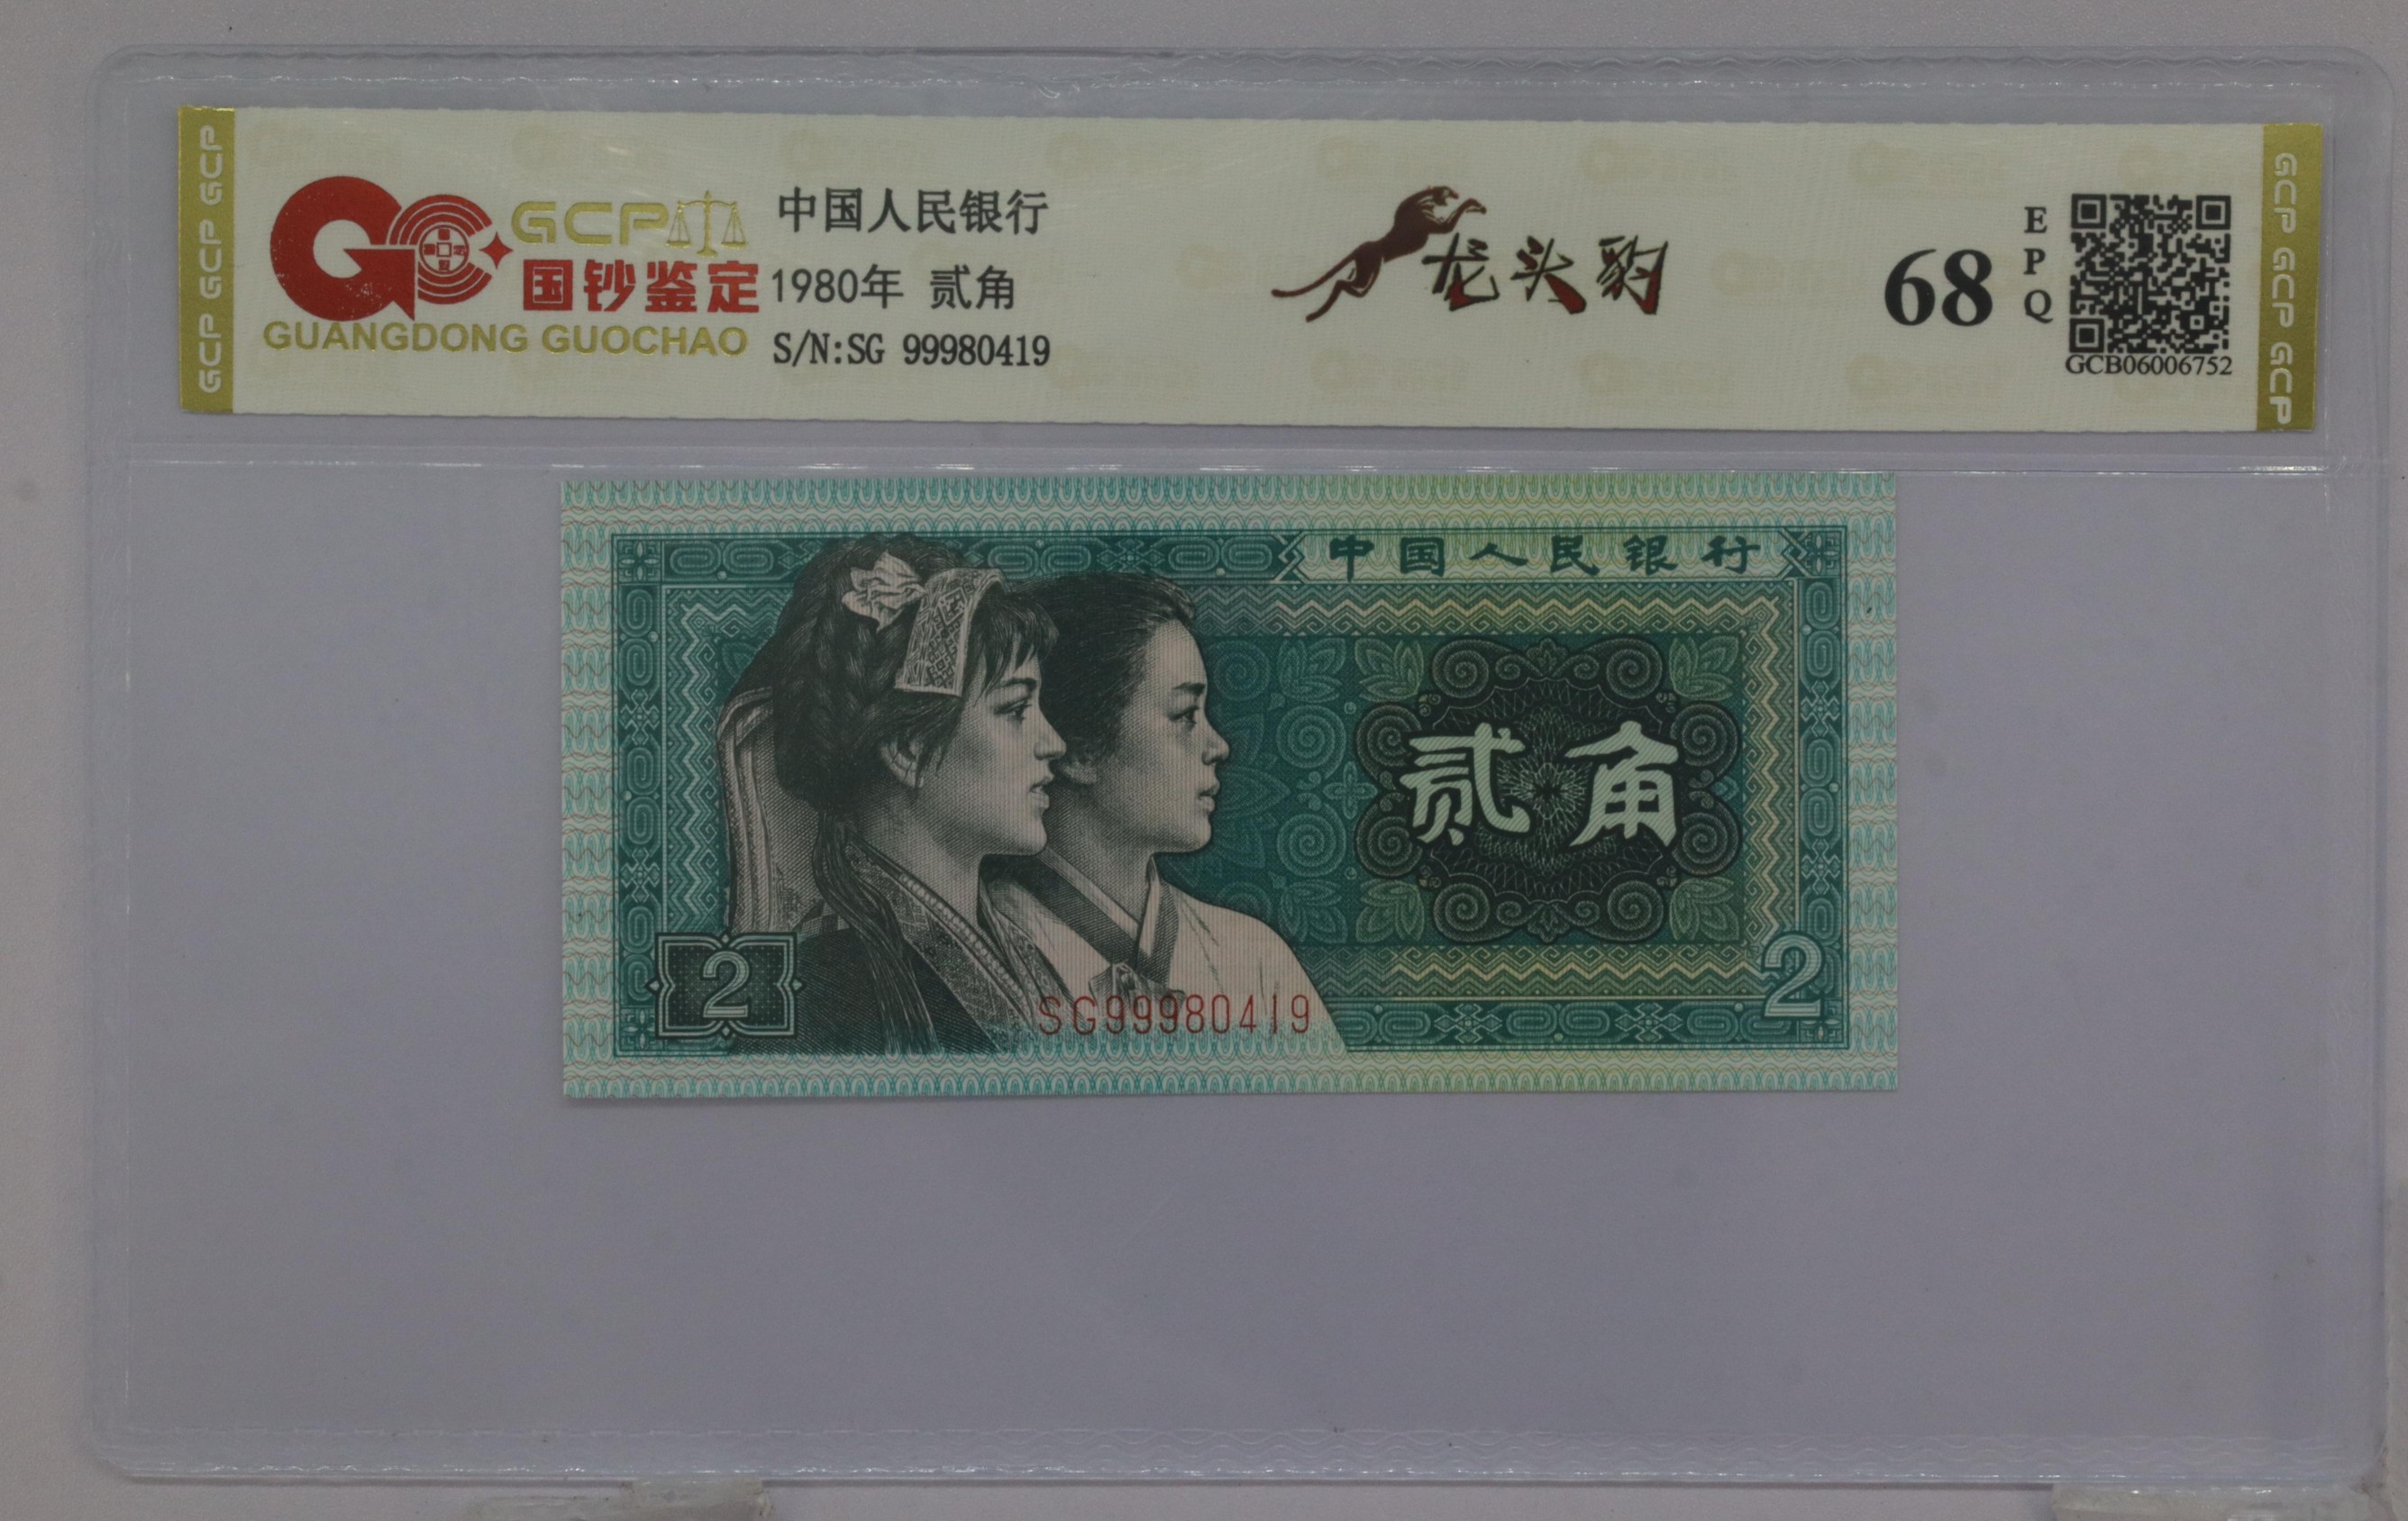 GCP GCP GCP
GCP
国钞鉴定
GUANGDONG GUOCHAO
中国人民银行
1980年 贰角
S/N:SG 99980419
龙头豹
68
EPQ
GCB06006752
GCP GCP GCP
中国人民银行
贰角
2
SG99980419
2